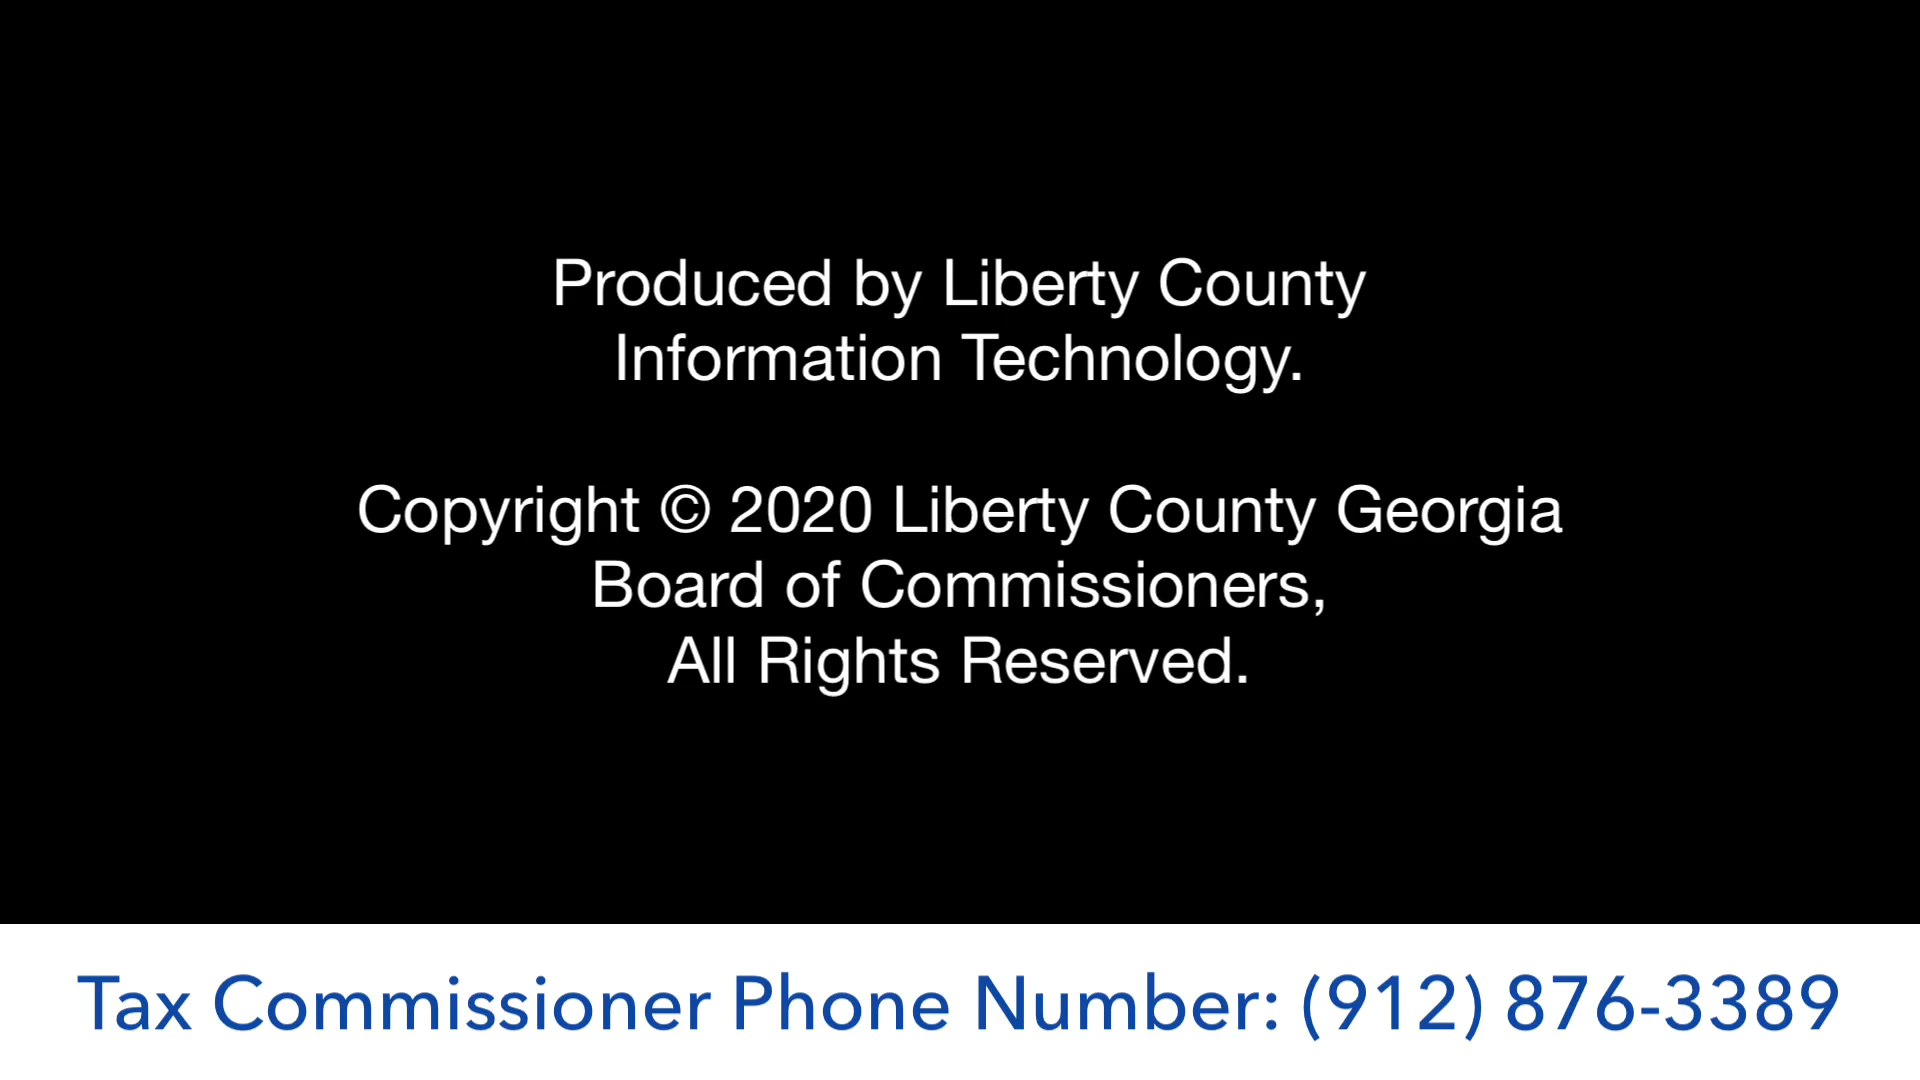 Produced by Liberty County
Information Technology.
Copyright © 2020 Liberty County Georgia
Board of Commissioners,
All Rights Reserved.
Tax Commissioner Phone Number: (912) 876-3389